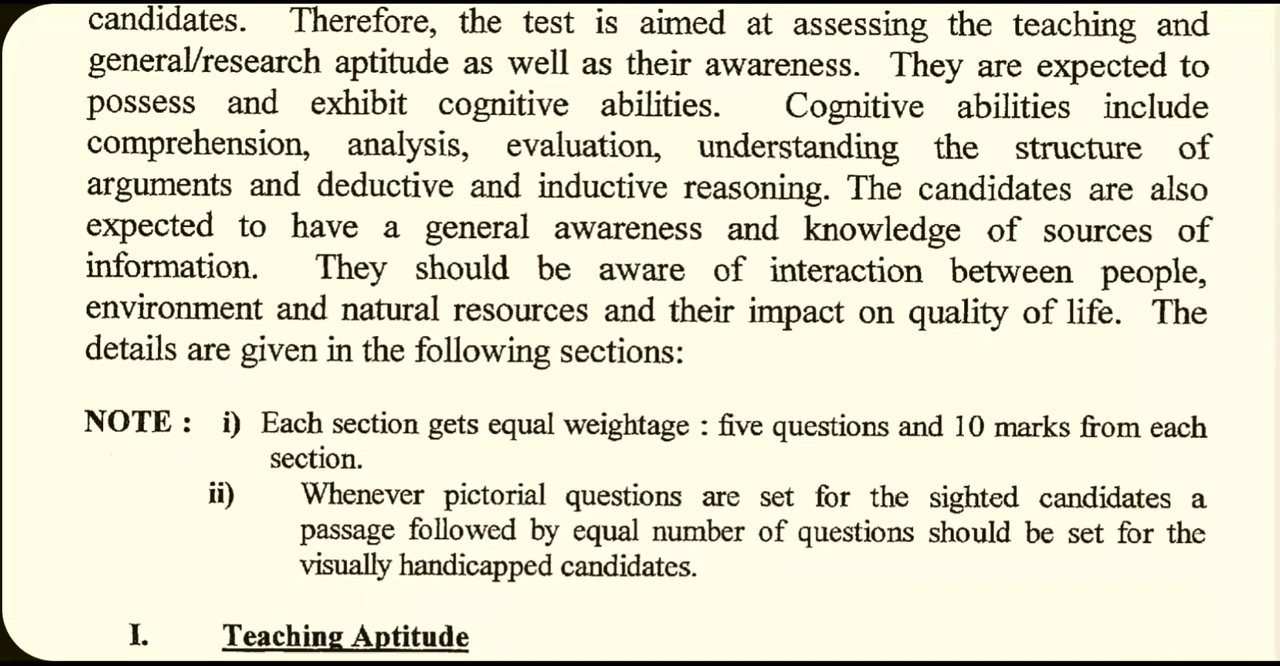 candidates. Therefore, the test is aimed at assessing the teaching and
general/research aptitude as well as their awareness. They are expected to
possess and exhibit cognitive abilities. Cognitive abilities include
comprehension, analysis, evaluation, understanding the structure of
arguments and deductive and inductive reasoning. The candidates are also
expected to have a general awareness and knowledge of sources of
information. They should be aware of interaction between people,
environment and natural resources and their impact on quality of life. The
details are given in the following sections:
NOTE : i) Each section gets equal weightage : five questions and 10 marks from each
section.
ii) Whenever pictorial questions are set for the sighted candidates a
passage followed by equal number of questions should be set for the
visually handicapped candidates.
I. Teaching Aptitude